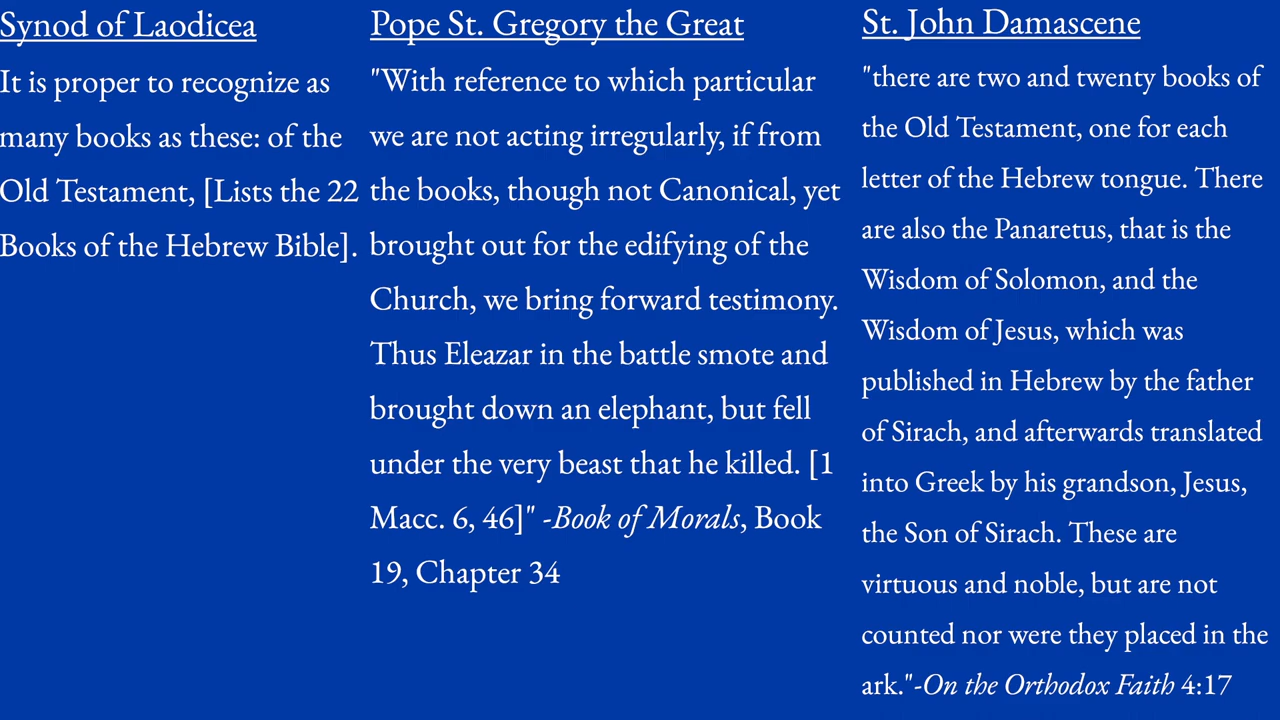 Synod of Laodicea
It is proper to recognize as
many books as these: of the
Old Testament, [Lists the 22
Books of the Hebrew Bible].
Pope St. Gregory the Great
"With reference to which particular
we are not acting irregularly, if from
the books, though not Canonical, yet
brought out for the edifying of the
Church, we bring forward testimony.
Thus Eleazar in the battle smote and
brought down an elephant, but fell
under the very beast that he killed. [1
Macc. 6, 46]" -Book of Morals, Book
19, Chapter 34
St. John Damascene
"there are two and twenty books of
the Old Testament, one for each
letter of the Hebrew tongue. There
are also the Panaretus, that is the
Wisdom of Solomon, and the
Wisdom of Jesus, which was
published in Hebrew by the father
of Sirach, and afterwards translated
into Greek by his grandson, Jesus,
the Son of Sirach. These are
virtuous and noble, but are not
counted nor were they placed in the
ark."-On the Orthodox Faith 4:17